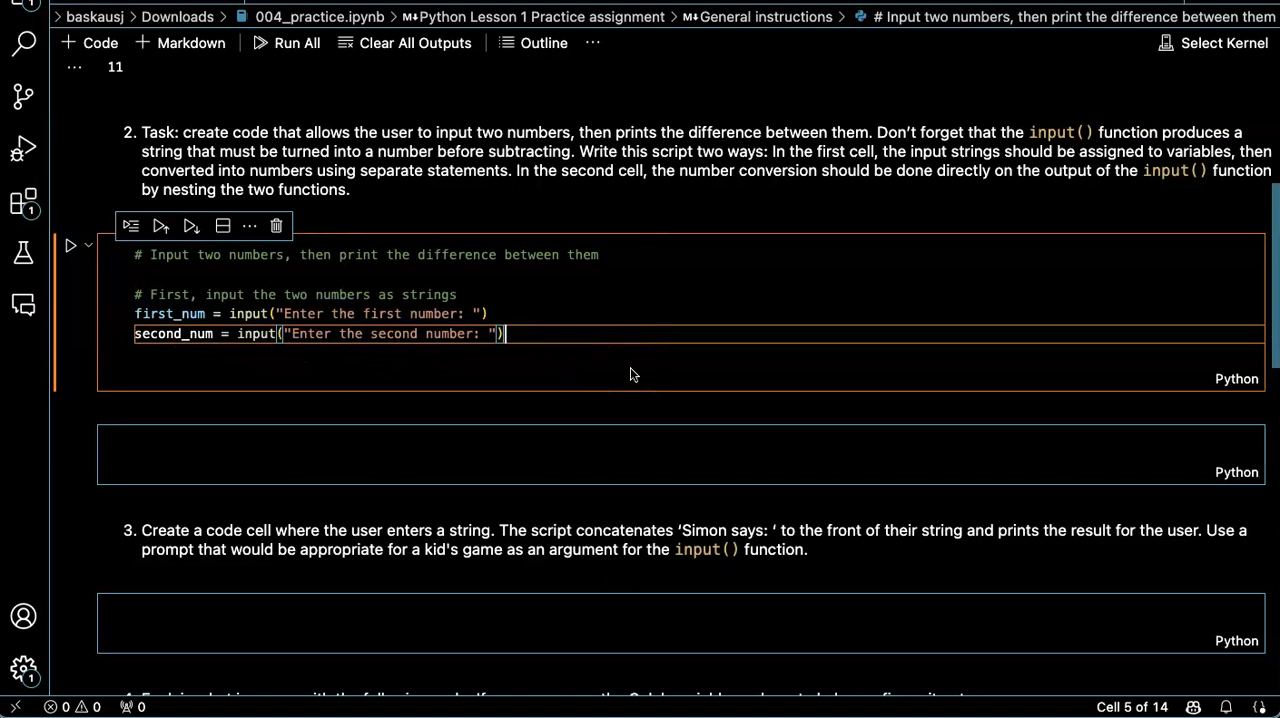 baskausj > Downloads > 004_practice.ipynb > M↓Python Lesson 1 Practice assignment > M↓General instructions > # Input two numbers, then print the difference between them
+ Code + Markdown Run All Clear All Outputs Outline ... Select Kernel
... 11
2. Task: create code that allows the user to input two numbers, then prints the difference between them. Don’t forget that the input() function produces a
string that must be turned into a number before subtracting. Write this script two ways: In the first cell, the input strings should be assigned to variables, then
converted into numbers using separate statements. In the second cell, the number conversion should be done directly on the output of the input() function
by nesting the two functions.
# Input two numbers, then print the difference between them
# First, input the two numbers as strings
first_num = input("Enter the first number: ")
second_num = input("Enter the second number: ")
Python
Python
3. Create a code cell where the user enters a string. The script concatenates ‘Simon says: ‘ to the front of their string and prints the result for the user. Use a
prompt that would be appropriate for a kid's game as an argument for the input() function.
Python
0 0 0 Cell 5 of 14